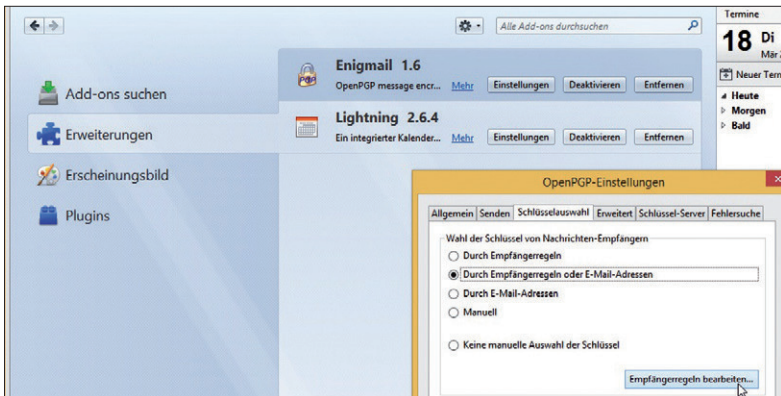 Alle Add-ons durchsuchen
Add-ons suchen
Erweiterungen
Erscheinungsbild
Plugins
Enigmail 1.6
OpenPGP message encr... Mehr Einstellungen Deaktivieren Entfernen
Lightning 2.6.4
Ein integrierter Kalender... Mehr Einstellungen Deaktivieren Entfernen
Termine
18 Di
Mär
Neuer Tern
Heute
Morgen
Bald
OpenPGP-Einstellungen
Allgemein Senden Schlüsselauswahl Erweitert Schlüssel-Server Fehlersuche
Wahl der Schlüssel von Nachrichten-Empfängern
Durch Empfängerregeln
Durch Empfängerregeln oder E-Mail-Adressen
Durch E-Mail-Adressen
Manuell
Keine manuelle Auswahl der Schlüssel
Empfängerregeln bearbeiten...